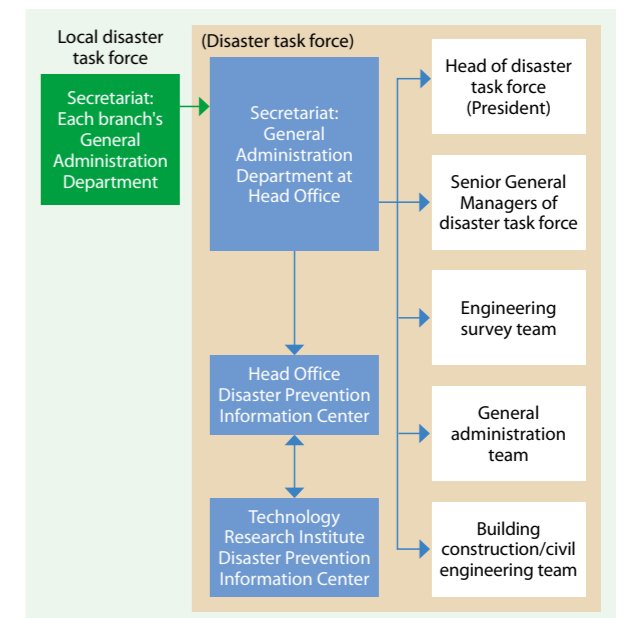 Local disaster
task force
Secretariat:
Each branch's
General
Administration
Department
(Disaster task force)
Secretariat:
General
Administration
Department at
Head Office
Head Office
Disaster Prevention
Information Center
Technology
Research Institute
Disaster Prevention
Information Center
Head of disaster
task force
(President)
Senior General
Managers of
disaster task force
Engineering
survey team
General
administration
team
Building
construction/civil
engineering team